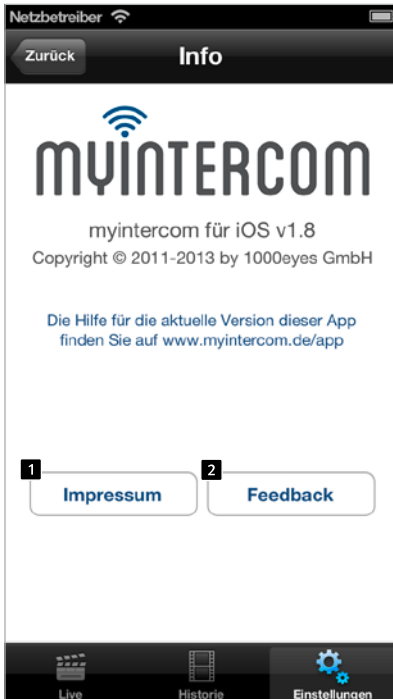 Netzbetreiber
Zurück
Info
myintercom
myintercom für iOS v1.8
Copyright © 2011-2013 by 1000eyes GmbH
Die Hilfe für die aktuelle Version dieser App
finden Sie auf www.myintercom.de/app
1
2
Impressum
Feedback
Live
Historie
Einstellungen